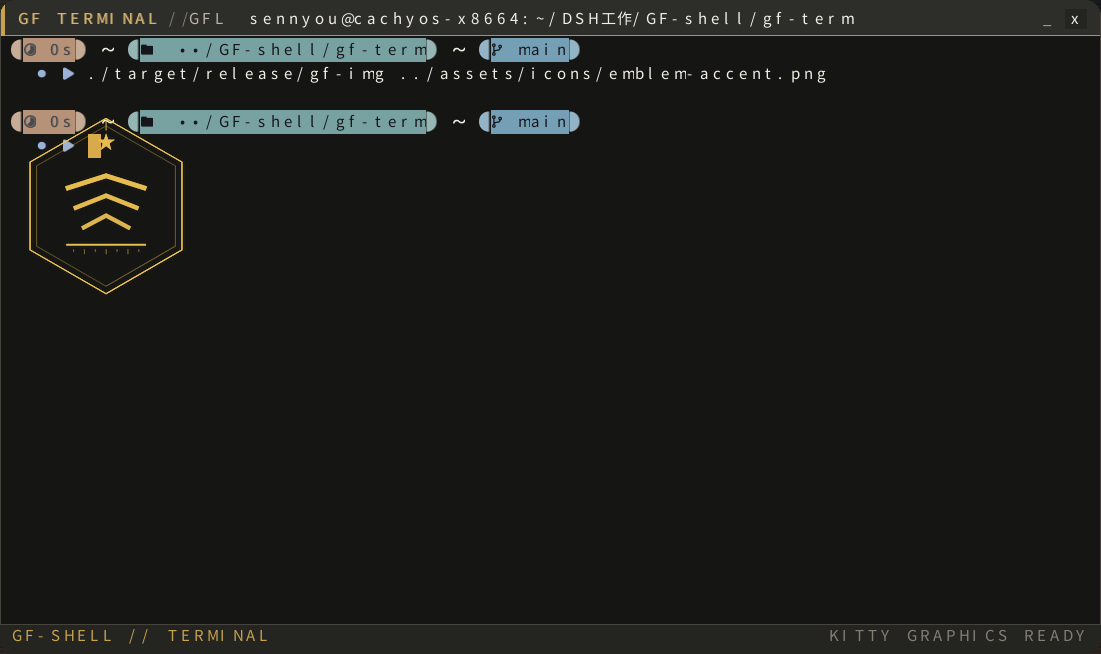 GF TERMINAL //GFL sennyou@cachyos-x8664:~/DSH工作/GF-shell/gf-term _ x
0s ~ ../GF-shell/gf-term ~ main
./target/release/gf-img ../assets/icons/emblem-accent.png
0s ~ ../GF-shell/gf-term ~ main
GF-SHELL // TERMINAL KITTY GRAPHICS READY